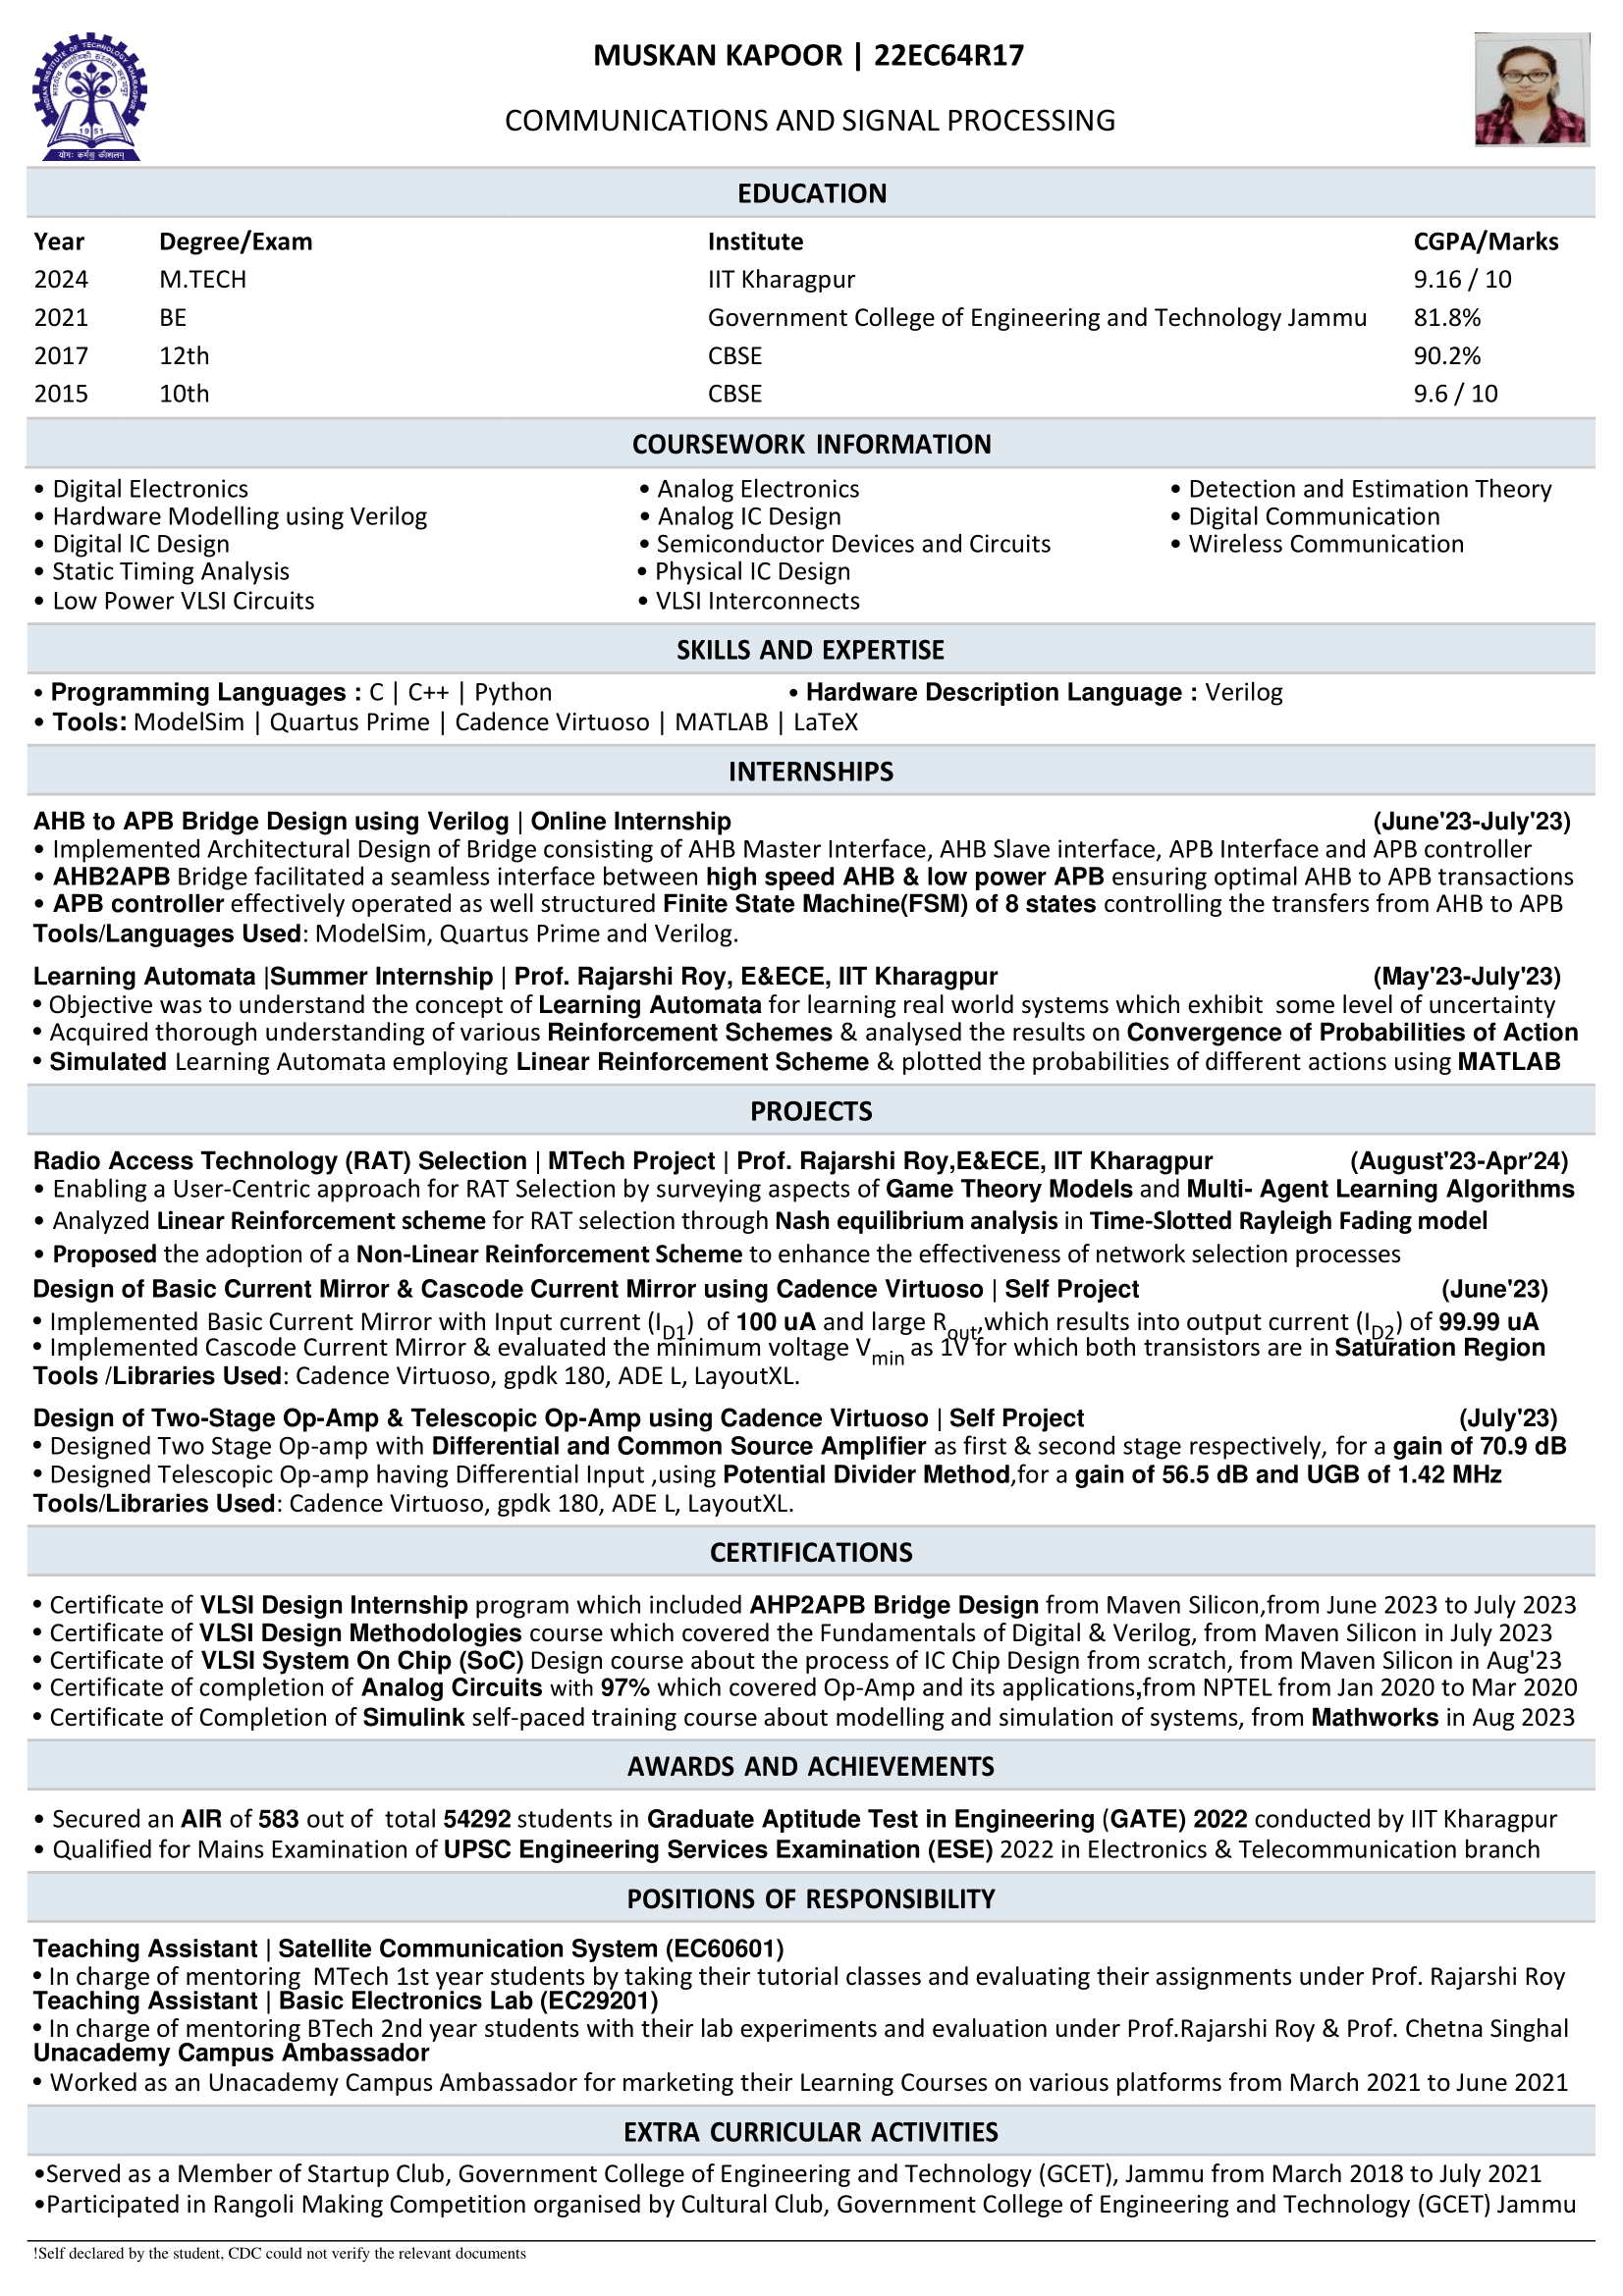 INDIAN INSTITUTE OF TECHNOLOGY KHARAGPUR
1951
योगः कर्मसु कौशलम्
MUSKAN KAPOOR | 22EC64R17
COMMUNICATIONS AND SIGNAL PROCESSING
EDUCATION
Year Degree/Exam Institute CGPA/Marks
2024 M.TECH IIT Kharagpur 9.16 / 10
2021 BE Government College of Engineering and Technology Jammu 81.8%
2017 12th CBSE 90.2%
2015 10th CBSE 9.6 / 10
COURSEWORK INFORMATION
• Digital Electronics • Analog Electronics • Detection and Estimation Theory
• Hardware Modelling using Verilog • Analog IC Design • Digital Communication
• Digital IC Design • Semiconductor Devices and Circuits • Wireless Communication
• Static Timing Analysis • Physical IC Design
• Low Power VLSI Circuits • VLSI Interconnects
SKILLS AND EXPERTISE
• Programming Languages : C | C++ | Python • Hardware Description Language : Verilog
• Tools: ModelSim | Quartus Prime | Cadence Virtuoso | MATLAB | LaTeX
INTERNSHIPS
AHB to APB Bridge Design using Verilog | Online Internship (June'23-July'23)
• Implemented Architectural Design of Bridge consisting of AHB Master Interface, AHB Slave interface, APB Interface and APB controller
• AHB2APB Bridge facilitated a seamless interface between high speed AHB & low power APB ensuring optimal AHB to APB transactions
• APB controller effectively operated as well structured Finite State Machine(FSM) of 8 states controlling the transfers from AHB to APB
Tools/Languages Used: ModelSim, Quartus Prime and Verilog.
Learning Automata |Summer Internship | Prof. Rajarshi Roy, E&ECE, IIT Kharagpur (May'23-July'23)
• Objective was to understand the concept of Learning Automata for learning real world systems which exhibit some level of uncertainty
• Acquired thorough understanding of various Reinforcement Schemes & analysed the results on Convergence of Probabilities of Action
• Simulated Learning Automata employing Linear Reinforcement Scheme & plotted the probabilities of different actions using MATLAB
PROJECTS
Radio Access Technology (RAT) Selection | MTech Project | Prof. Rajarshi Roy,E&ECE, IIT Kharagpur (August'23-Apr’24)
• Enabling a User-Centric approach for RAT Selection by surveying aspects of Game Theory Models and Multi- Agent Learning Algorithms
• Analyzed Linear Reinforcement scheme for RAT selection through Nash equilibrium analysis in Time-Slotted Rayleigh Fading model
• Proposed the adoption of a Non-Linear Reinforcement Scheme to enhance the effectiveness of network selection processes
Design of Basic Current Mirror & Cascode Current Mirror using Cadence Virtuoso | Self Project (June'23)
• Implemented Basic Current Mirror with Input current (ID1) of 100 uA and large Rout,which results into output current (ID2) of 99.99 uA
• Implemented Cascode Current Mirror & evaluated the minimum voltage Vmin as 1V for which both transistors are in Saturation Region
Tools /Libraries Used: Cadence Virtuoso, gpdk 180, ADE L, LayoutXL.
Design of Two-Stage Op-Amp & Telescopic Op-Amp using Cadence Virtuoso | Self Project (July'23)
• Designed Two Stage Op-amp with Differential and Common Source Amplifier as first & second stage respectively, for a gain of 70.9 dB
• Designed Telescopic Op-amp having Differential Input ,using Potential Divider Method,for a gain of 56.5 dB and UGB of 1.42 MHz
Tools/Libraries Used: Cadence Virtuoso, gpdk 180, ADE L, LayoutXL.
CERTIFICATIONS
• Certificate of VLSI Design Internship program which included AHP2APB Bridge Design from Maven Silicon,from June 2023 to July 2023
• Certificate of VLSI Design Methodologies course which covered the Fundamentals of Digital & Verilog, from Maven Silicon in July 2023
• Certificate of VLSI System On Chip (SoC) Design course about the process of IC Chip Design from scratch, from Maven Silicon in Aug'23
• Certificate of completion of Analog Circuits with 97% which covered Op-Amp and its applications,from NPTEL from Jan 2020 to Mar 2020
• Certificate of Completion of Simulink self-paced training course about modelling and simulation of systems, from Mathworks in Aug 2023
AWARDS AND ACHIEVEMENTS
• Secured an AIR of 583 out of total 54292 students in Graduate Aptitude Test in Engineering (GATE) 2022 conducted by IIT Kharagpur
• Qualified for Mains Examination of UPSC Engineering Services Examination (ESE) 2022 in Electronics & Telecommunication branch
POSITIONS OF RESPONSIBILITY
Teaching Assistant | Satellite Communication System (EC60601)
• In charge of mentoring MTech 1st year students by taking their tutorial classes and evaluating their assignments under Prof. Rajarshi Roy
Teaching Assistant | Basic Electronics Lab (EC29201)
• In charge of mentoring BTech 2nd year students with their lab experiments and evaluation under Prof.Rajarshi Roy & Prof. Chetna Singhal
Unacademy Campus Ambassador
• Worked as an Unacademy Campus Ambassador for marketing their Learning Courses on various platforms from March 2021 to June 2021
EXTRA CURRICULAR ACTIVITIES
•Served as a Member of Startup Club, Government College of Engineering and Technology (GCET), Jammu from March 2018 to July 2021
•Participated in Rangoli Making Competition organised by Cultural Club, Government College of Engineering and Technology (GCET) Jammu
!Self declared by the student, CDC could not verify the relevant documents